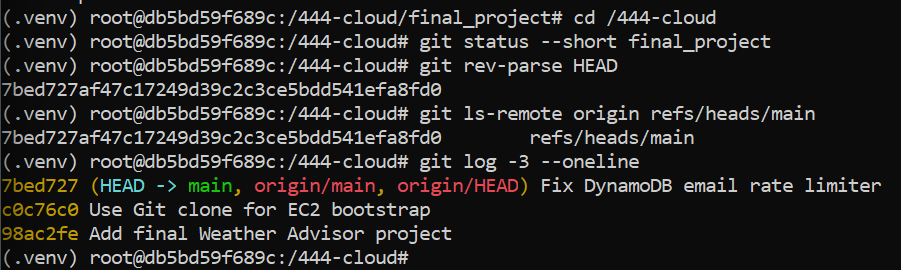 (.venv) root@db5bd59f689c:/444-cloud/final_project# cd /444-cloud
(.venv) root@db5bd59f689c:/444-cloud# git status --short final_project
(.venv) root@db5bd59f689c:/444-cloud# git rev-parse HEAD
7bed727af47c17249d39c2c3ce5bdd541efa8fd0
(.venv) root@db5bd59f689c:/444-cloud# git ls-remote origin refs/heads/main
7bed727af47c17249d39c2c3ce5bdd541efa8fd0        refs/heads/main
(.venv) root@db5bd59f689c:/444-cloud# git log -3 --oneline
7bed727 (HEAD -> main, origin/main, origin/HEAD) Fix DynamoDB email rate limiter
c0c76c0 Use Git clone for EC2 bootstrap
98ac2fe Add final Weather Advisor project
(.venv) root@db5bd59f689c:/444-cloud#